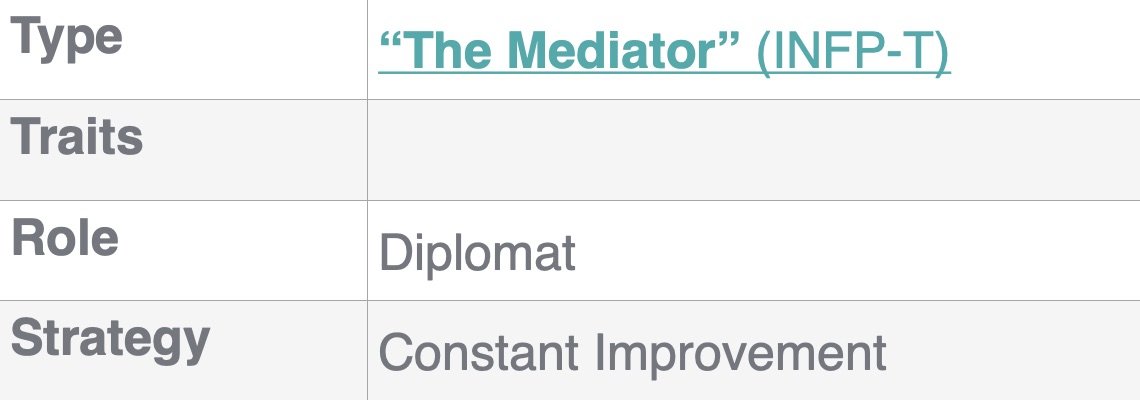 Type
“The Mediator” (INFP-T)
Traits
Role
Diplomat
Strategy
Constant Improvement